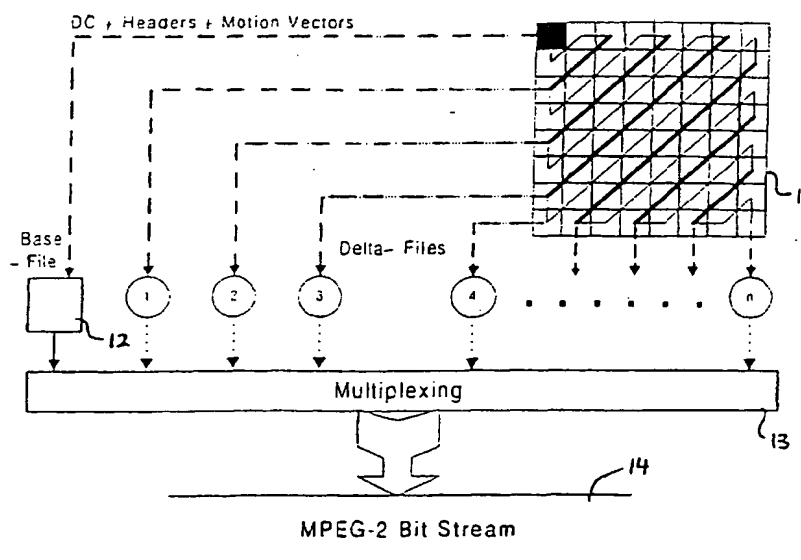 DC + Headers + Motion Vectors
1
Base
- File
Delta- Files
1 2 3 4 . . . . . . . n
12
Multiplexing
13
14
MPEG-2 Bit Stream